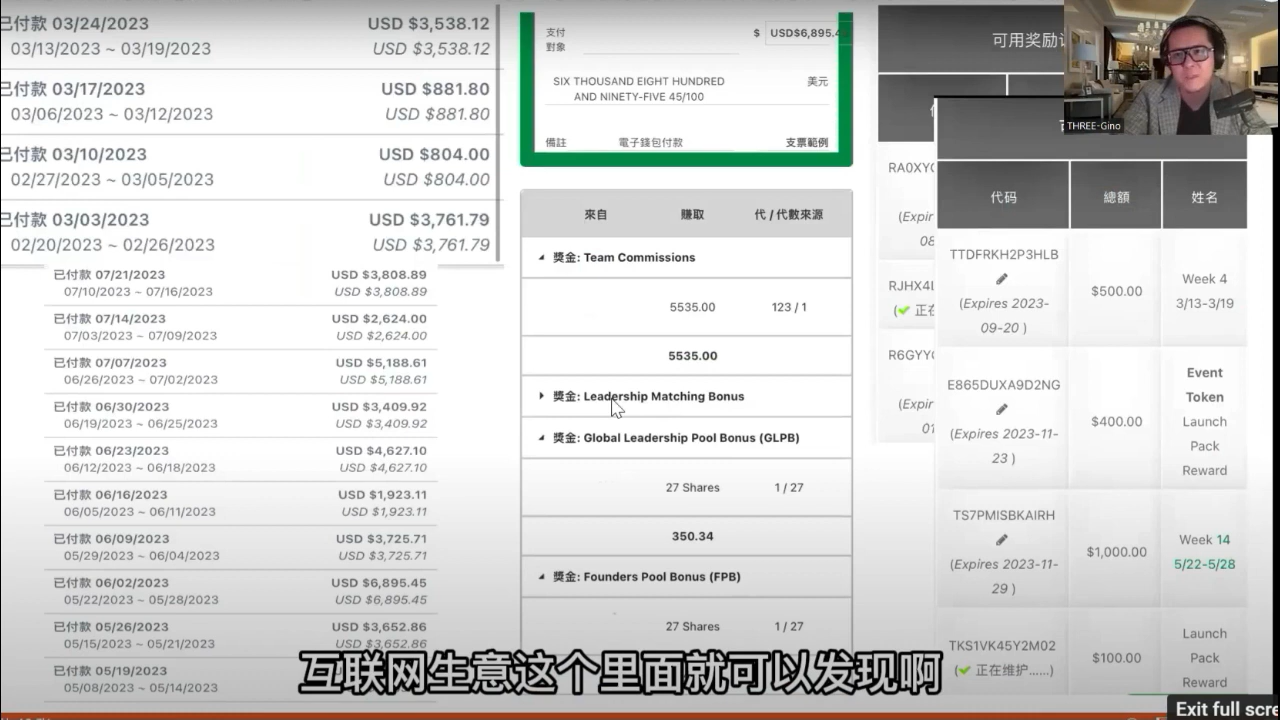 已付款 03/24/2023 USD $3,538.12
03/13/2023 ~ 03/19/2023 USD $3,538.12
已付款 03/17/2023 USD $881.80
03/06/2023 ~ 03/12/2023 USD $881.80
已付款 03/10/2023 USD $804.00
02/27/2023 ~ 03/05/2023 USD $804.00
已付款 03/03/2023 USD $3,761.79
02/20/2023 ~ 02/26/2023 USD $3,761.79
已付款 07/21/2023 USD $3,808.89
07/10/2023 ~ 07/16/2023 USD $3,808.89
已付款 07/14/2023 USD $2,624.00
07/03/2023 ~ 07/09/2023 USD $2,624.00
已付款 07/07/2023 USD $5,188.61
06/26/2023 ~ 07/02/2023 USD $5,188.61
已付款 06/30/2023 USD $3,409.92
06/19/2023 ~ 06/25/2023 USD $3,409.92
已付款 06/23/2023 USD $4,627.10
06/12/2023 ~ 06/18/2023 USD $4,627.10
已付款 06/16/2023 USD $1,923.11
06/05/2023 ~ 06/11/2023 USD $1,923.11
已付款 06/09/2023 USD $3,725.71
05/29/2023 ~ 06/04/2023 USD $3,725.71
已付款 06/02/2023 USD $6,895.45
05/22/2023 ~ 05/28/2023 USD $6,895.45
已付款 05/26/2023 USD $3,652.86
05/15/2023 ~ 05/21/2023 USD $3,652.86
已付款 05/19/2023
05/08/2023 ~ 05/14/2023
支付
對象
$ USD$6,895.4
SIX THOUSAND EIGHT HUNDRED 美元
AND NINETY-FIVE 45/100
備註 電子錢包付款 支票範例
來自 賺取 代 / 代數來源
獎金: Team Commissions
5535.00 123 / 1
5535.00
獎金: Leadership Matching Bonus
獎金: Global Leadership Pool Bonus (GLPB)
27 Shares 1 / 27
350.34
獎金: Founders Pool Bonus (FPB)
27 Shares 1 / 27
可用奖励
RA0XY
(Expir
08
RJHX4
(正在
R6GYY
(Expir
01
THREE-Gino
代码 總額 姓名
TTDFRKH2P3HLB
(Expires 2023-
09-20 )
$500.00
Week 4
3/13-3/19
E865DUXA9D2NG
(Expires 2023-11-
23 )
$400.00
Event
Token
Launch
Pack
Reward
TS7PMISBKAIRH
(Expires 2023-11-
29 )
$1,000.00
Week 14
5/22-5/28
TKS1VK45Y2M02
(正在维护......)
$100.00
Launch
Pack
Reward
互联网生意这个里面就可以发现啊
Exit full scre